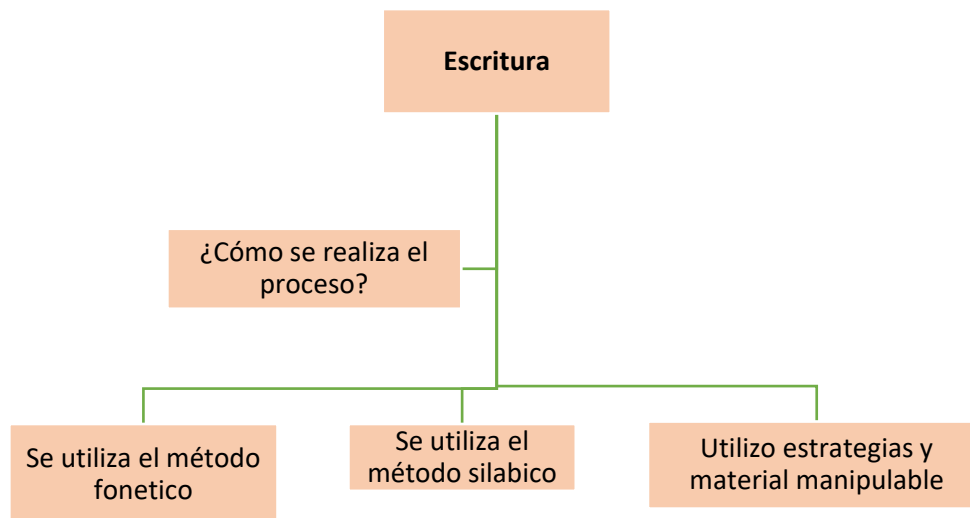 Escritura
¿Cómo se realiza el
proceso?
Se utiliza el método
fonetico
Se utiliza el
método silabico
Utilizo estrategias y
material manipulable